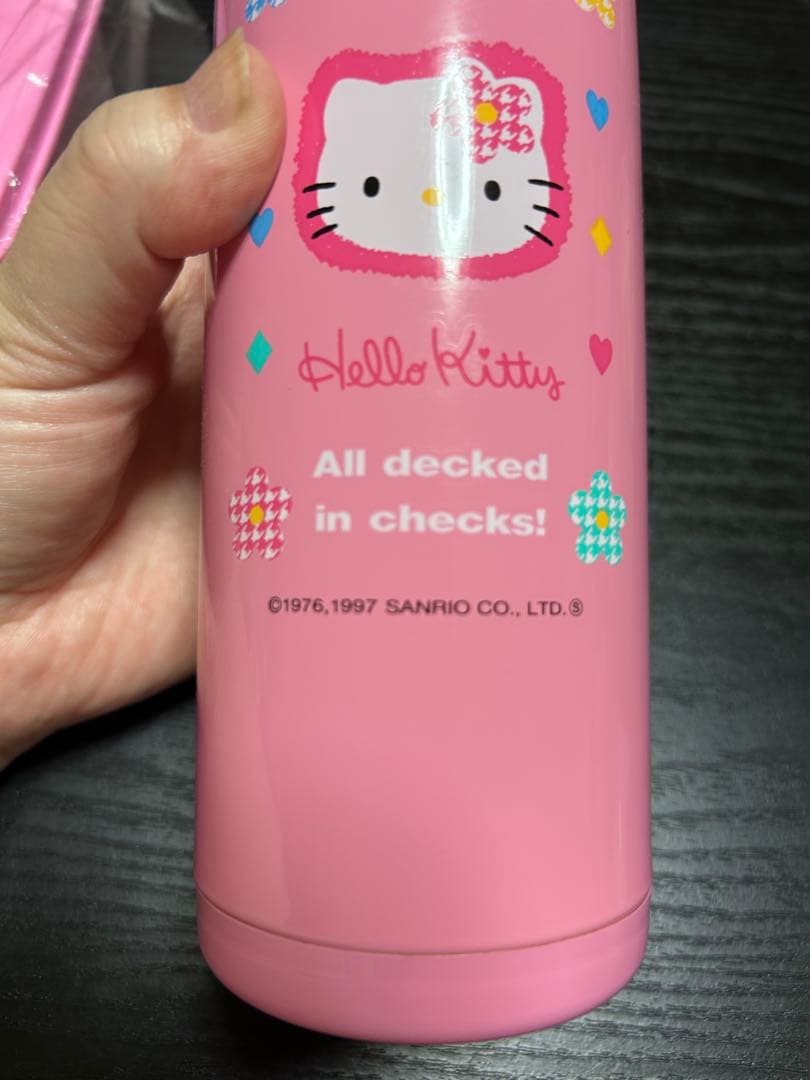 Hello Kitty
All decked
in checks!
©1976,1997 SANRIO CO., LTD.Ⓢ